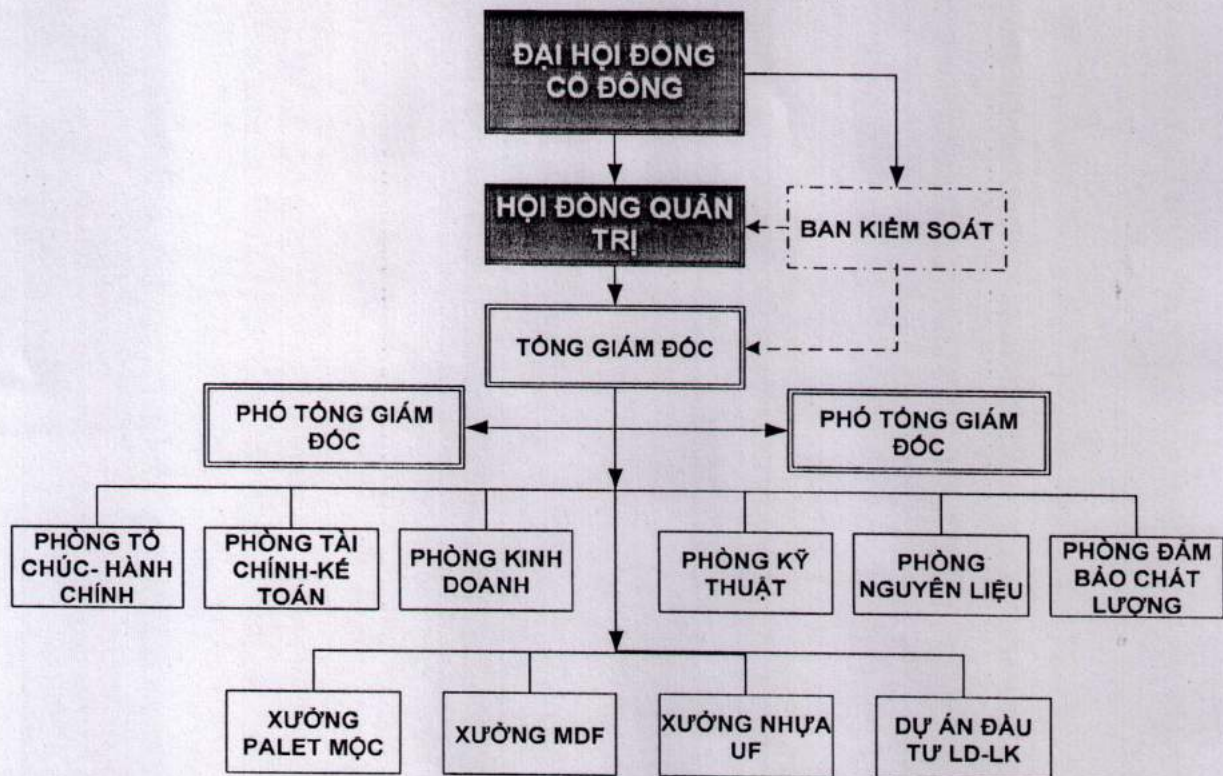 ĐẠI HỘI ĐỒNG
CỔ ĐÔNG
HỘI ĐỒNG QUẢN
TRỊ
BAN KIỂM SOÁT
TỔNG GIÁM ĐỐC
PHÓ TỔNG GIÁM
ĐỐC
PHÓ TỔNG GIÁM
ĐỐC
PHÒNG TỔ
CHÚC- HÀNH
CHÍNH
PHÒNG TÀI
CHÍNH-KẾ
TOÁN
PHÒNG KINH
DOANH
PHÒNG KỸ
THUẬT
PHÒNG
NGUYÊN LIỆU
PHÒNG ĐẢM
BẢO CHẤT
LƯỢNG
XƯỞNG
PALET MỘC
XƯỞNG MDF
XƯỞNG NHỰA
UF
DỰ ÁN ĐẦU
TƯ LD-LK